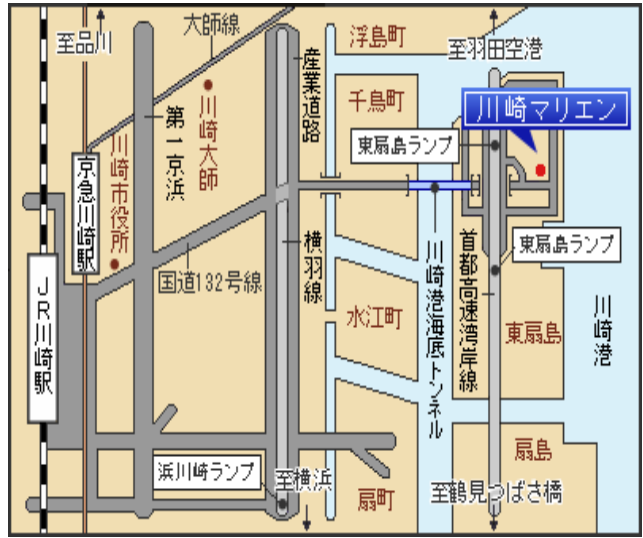 至品川
大師線
浮島町
至羽田空港
産業道路
千鳥町
川崎マリエン
川崎大師
第一京浜
東扇島ランプ
京急川崎駅
川崎市役所
国道132号線
横羽線
川崎港海底トンネル
首都高速湾岸線
東扇島ランプ
JR川崎駅
水江町
東扇島
川崎港
浜川崎ランプ
至横浜
扇町
扇島
至鶴見つばさ橋